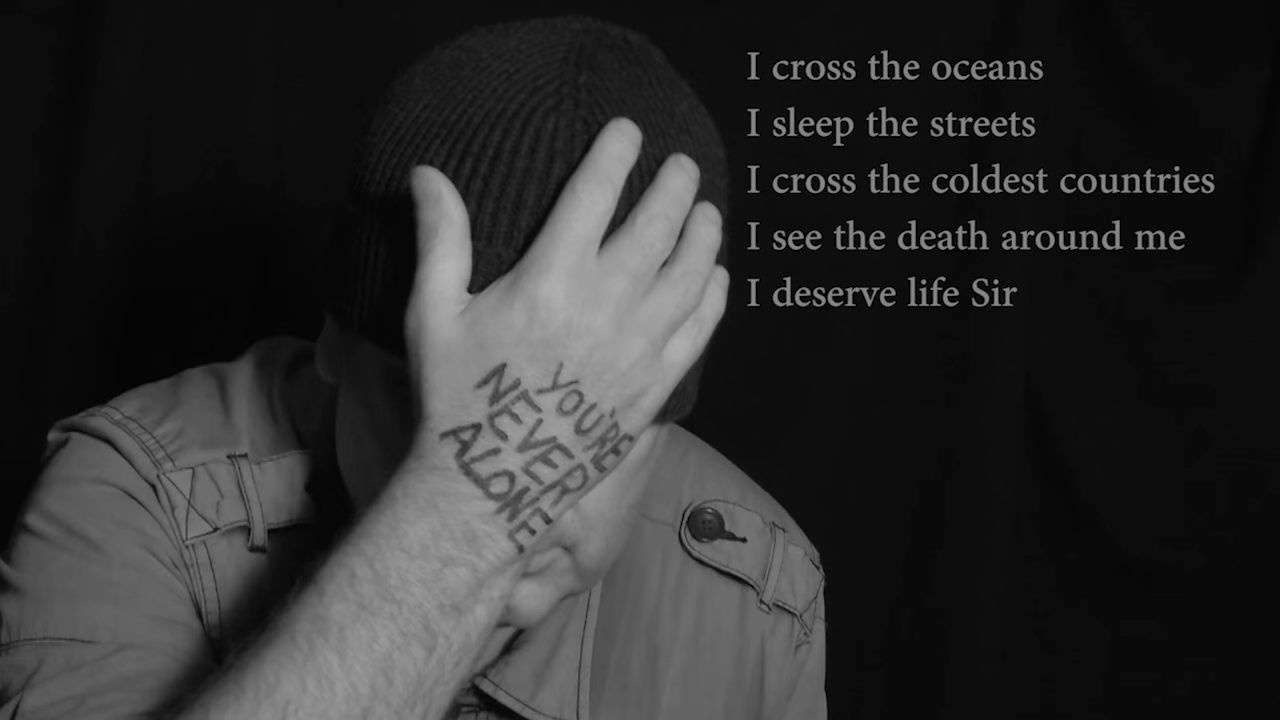 I cross the oceans
I sleep the streets
I cross the coldest countries
I see the death around me
I deserve life Sir
YOU'RE
NEVER
ALONE